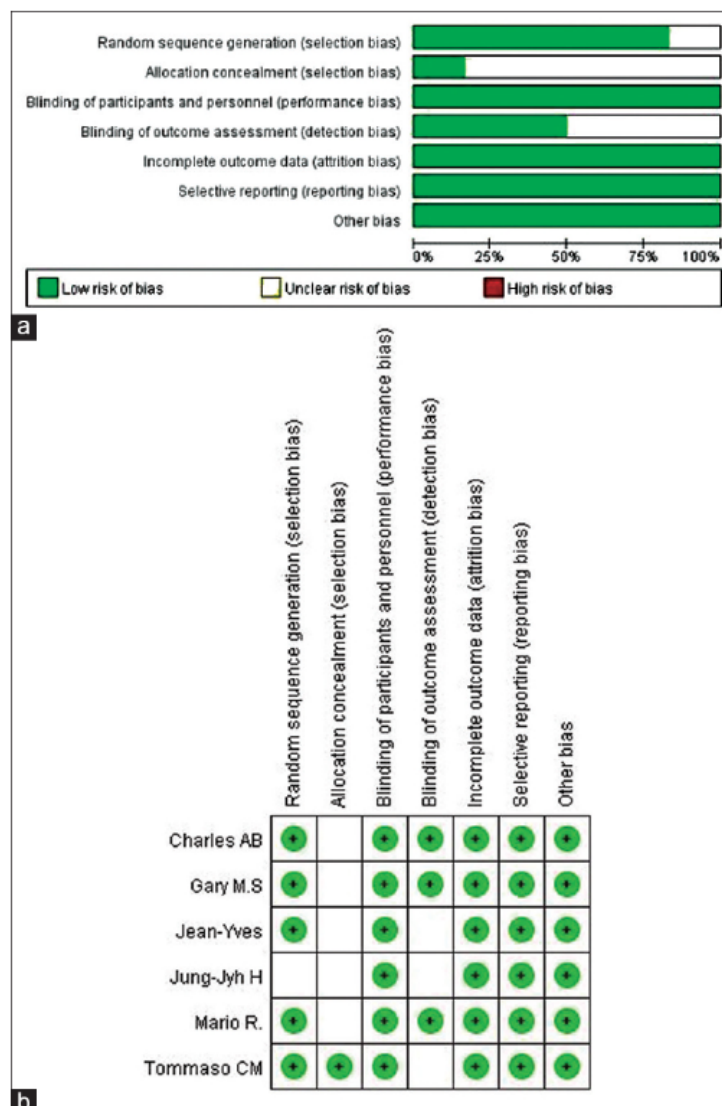 Random sequence generation (selection bias)
Allocation concealment (selection bias)
Blinding of participants and personnel (performance bias)
Blinding of outcome assessment (detection bias)
Incomplete outcome data (attrition bias)
Selective reporting (reporting bias)
Other bias
0% 25% 50% 75% 100%
Low risk of bias Unclear risk of bias High risk of bias
a
Random sequence generation (selection bias)
Allocation concealment (selection bias)
Blinding of participants and personnel (performance bias)
Blinding of outcome assessment (detection bias)
Incomplete outcome data (attrition bias)
Selective reporting (reporting bias)
Other bias
Charles AB + + + + + +
Gary M.S + + + + + +
Jean-Yves + + + + +
Jung-Jyh H + + + +
Mario R. + + + + + +
Tommaso CM + + + + + +
b